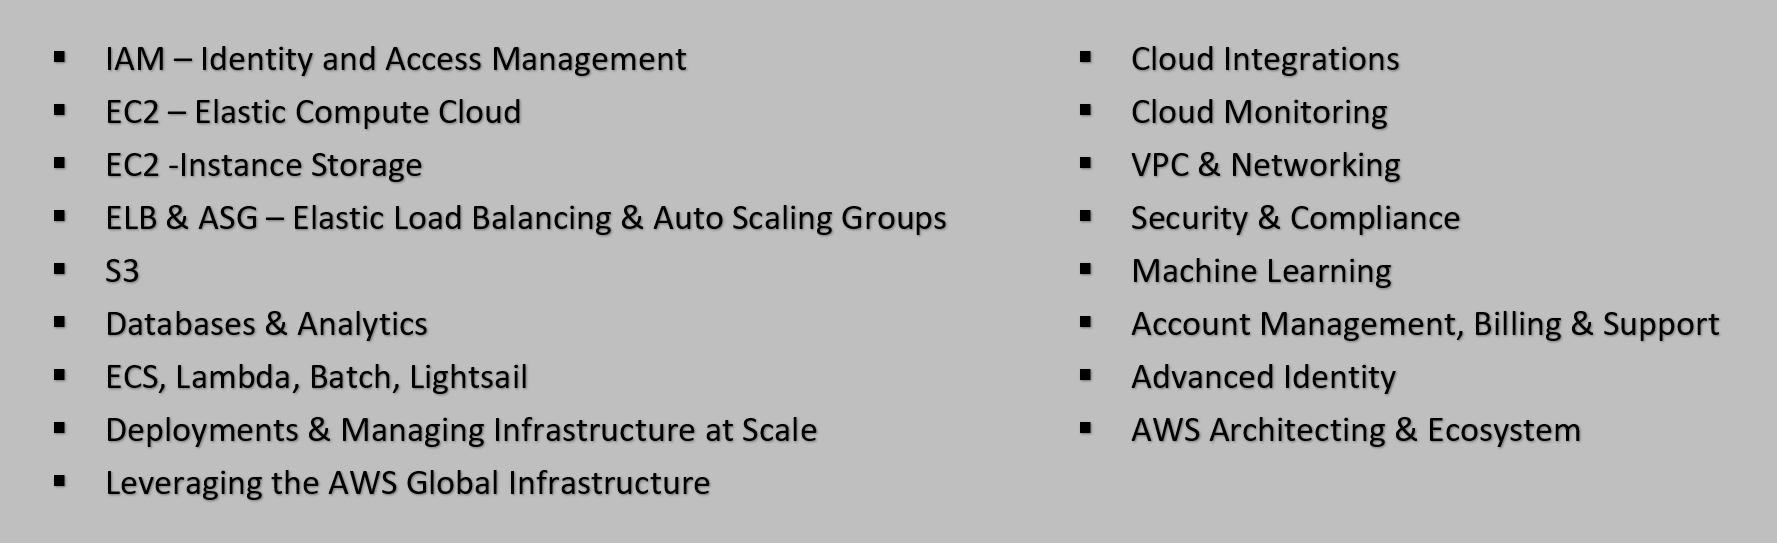 ▪ IAM – Identity and Access Management
▪ EC2 – Elastic Compute Cloud
▪ EC2 -Instance Storage
▪ ELB & ASG – Elastic Load Balancing & Auto Scaling Groups
▪ S3
▪ Databases & Analytics
▪ ECS, Lambda, Batch, Lightsail
▪ Deployments & Managing Infrastructure at Scale
▪ Leveraging the AWS Global Infrastructure
▪ Cloud Integrations
▪ Cloud Monitoring
▪ VPC & Networking
▪ Security & Compliance
▪ Machine Learning
▪ Account Management, Billing & Support
▪ Advanced Identity
▪ AWS Architecting & Ecosystem